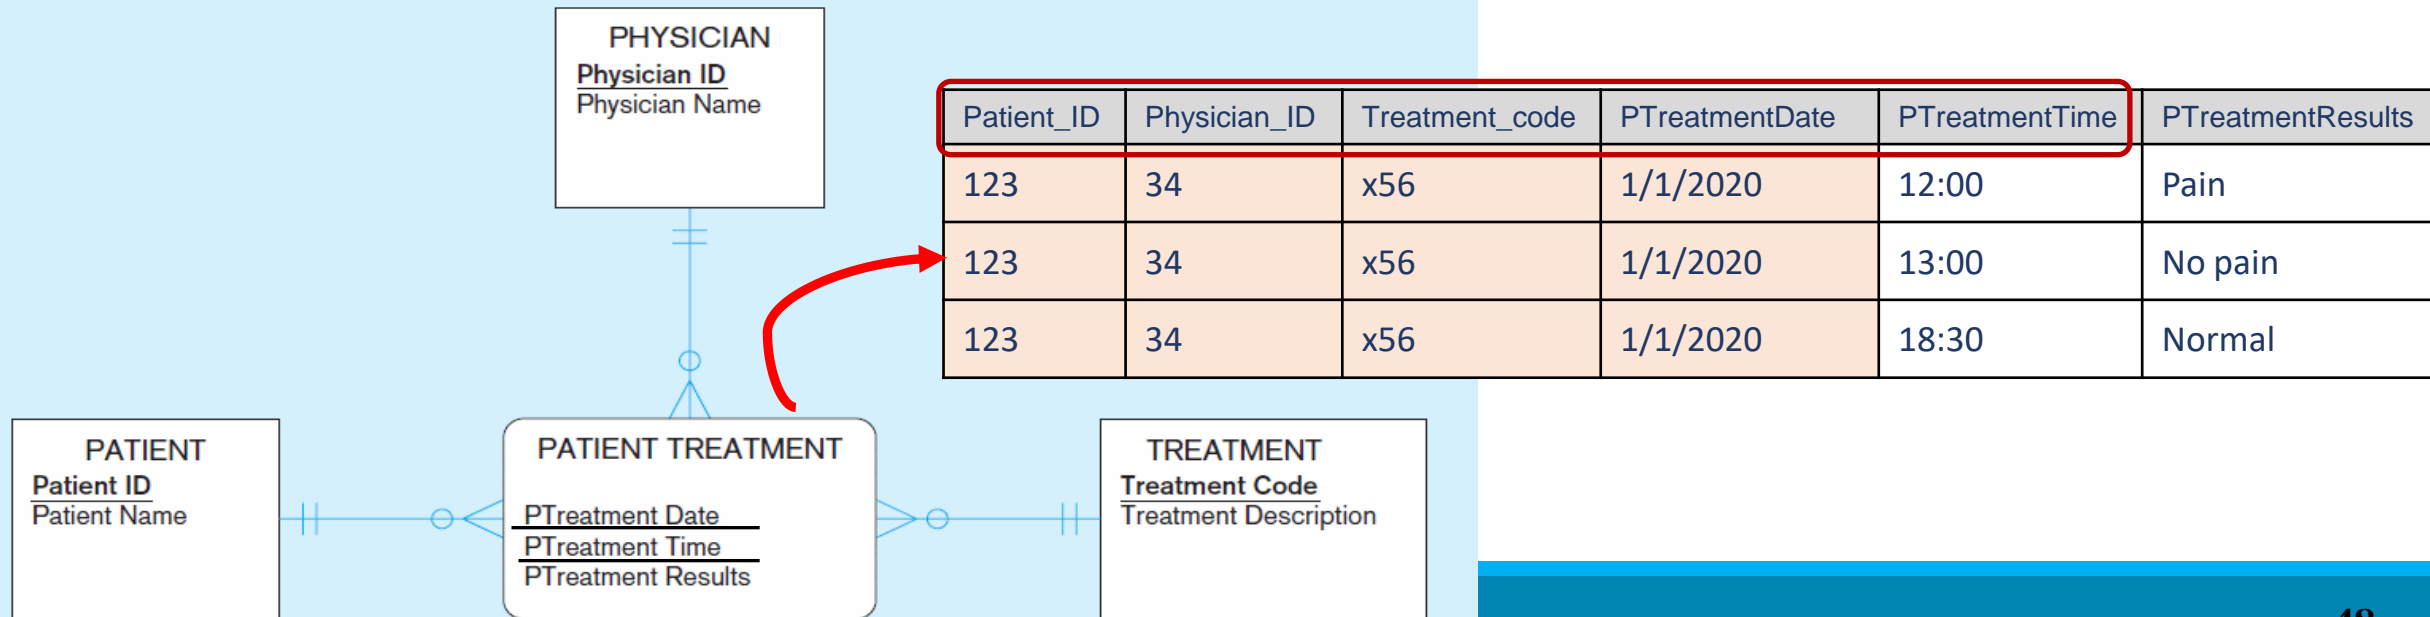 PHYSICIAN
Physician ID
Physician Name
Patient_ID Physician_ID Treatment_code PTreatmentDate PTreatmentTime PTreatmentResults
123 34 x56 1/1/2020 12:00 Pain
123 34 x56 1/1/2020 13:00 No pain
123 34 x56 1/1/2020 18:30 Normal
PATIENT
Patient ID
Patient Name
PATIENT TREATMENT
PTreatment Date
PTreatment Time
PTreatment Results
TREATMENT
Treatment Code
Treatment Description